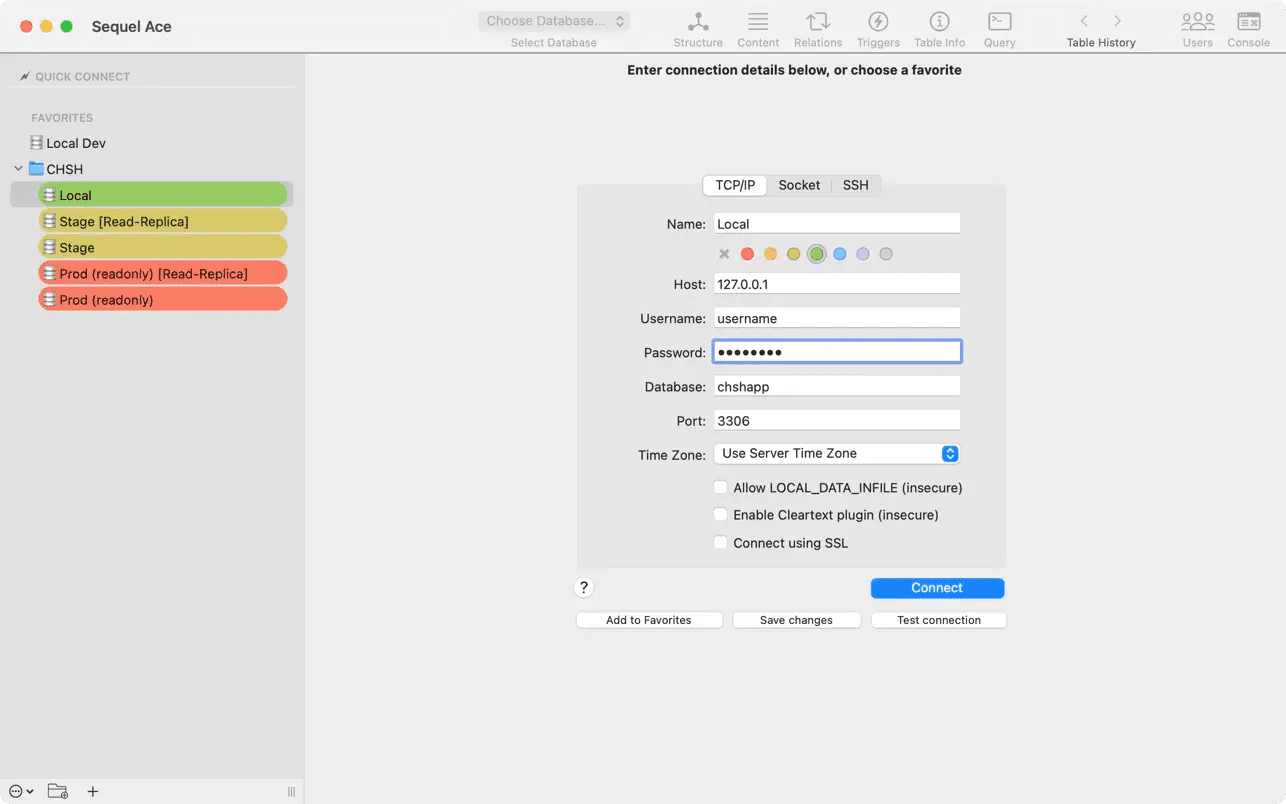 Sequel Ace
Choose Database...
Select Database
Structure
Content
Relations
Triggers
Table Info
Query
Table History
Users
Console
QUICK CONNECT
FAVORITES
Local Dev
CHSH
Local
Stage [Read-Replica]
Stage
Prod (readonly) [Read-Replica]
Prod (readonly)
Enter connection details below, or choose a favorite
TCP/IP Socket SSH
Name: Local
Host: 127.0.0.1
Username: username
Password: ••••••••
Database: chshapp
Port: 3306
Time Zone: Use Server Time Zone
Allow LOCAL_DATA_INFILE (insecure)
Enable Cleartext plugin (insecure)
Connect using SSL
? Connect
Add to Favorites Save changes Test connection